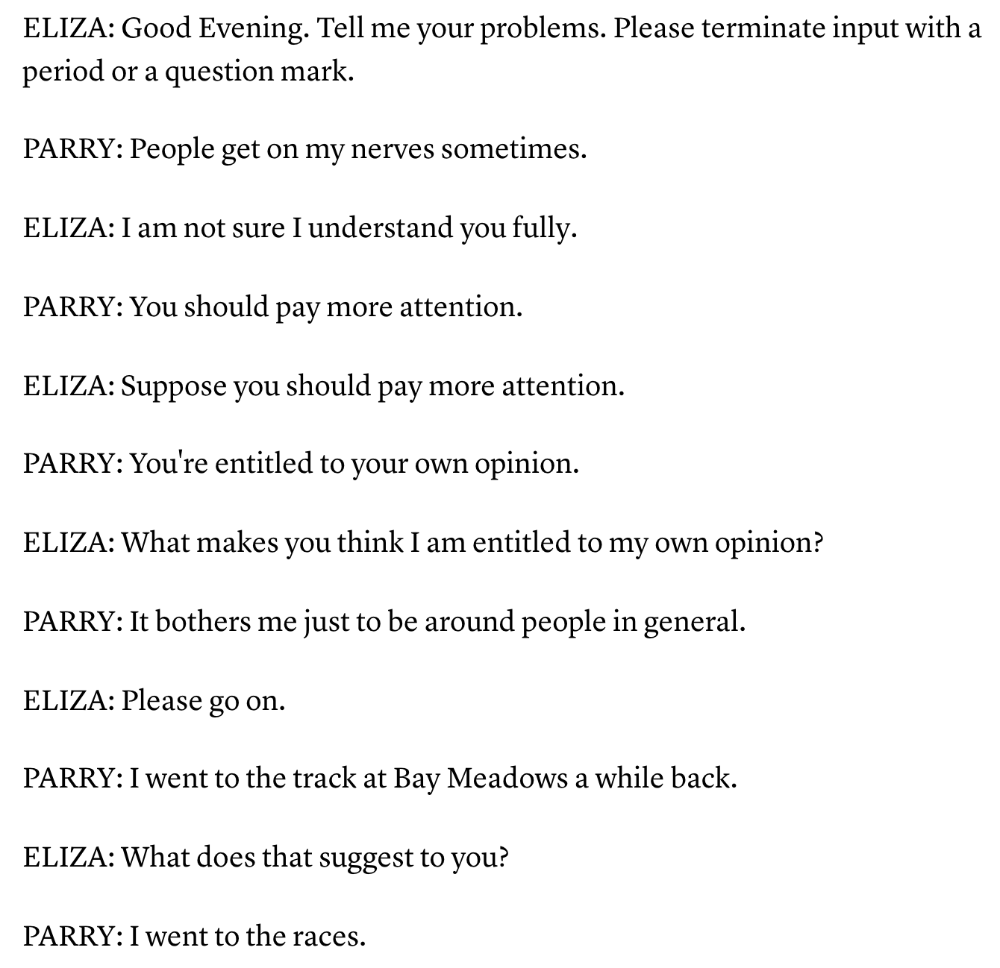 ELIZA: Good Evening. Tell me your problems. Please terminate input with a
period or a question mark.
PARRY: People get on my nerves sometimes.
ELIZA: I am not sure I understand you fully.
PARRY: You should pay more attention.
ELIZA: Suppose you should pay more attention.
PARRY: You're entitled to your own opinion.
ELIZA: What makes you think I am entitled to my own opinion?
PARRY: It bothers me just to be around people in general.
ELIZA: Please go on.
PARRY: I went to the track at Bay Meadows a while back.
ELIZA: What does that suggest to you?
PARRY: I went to the races.